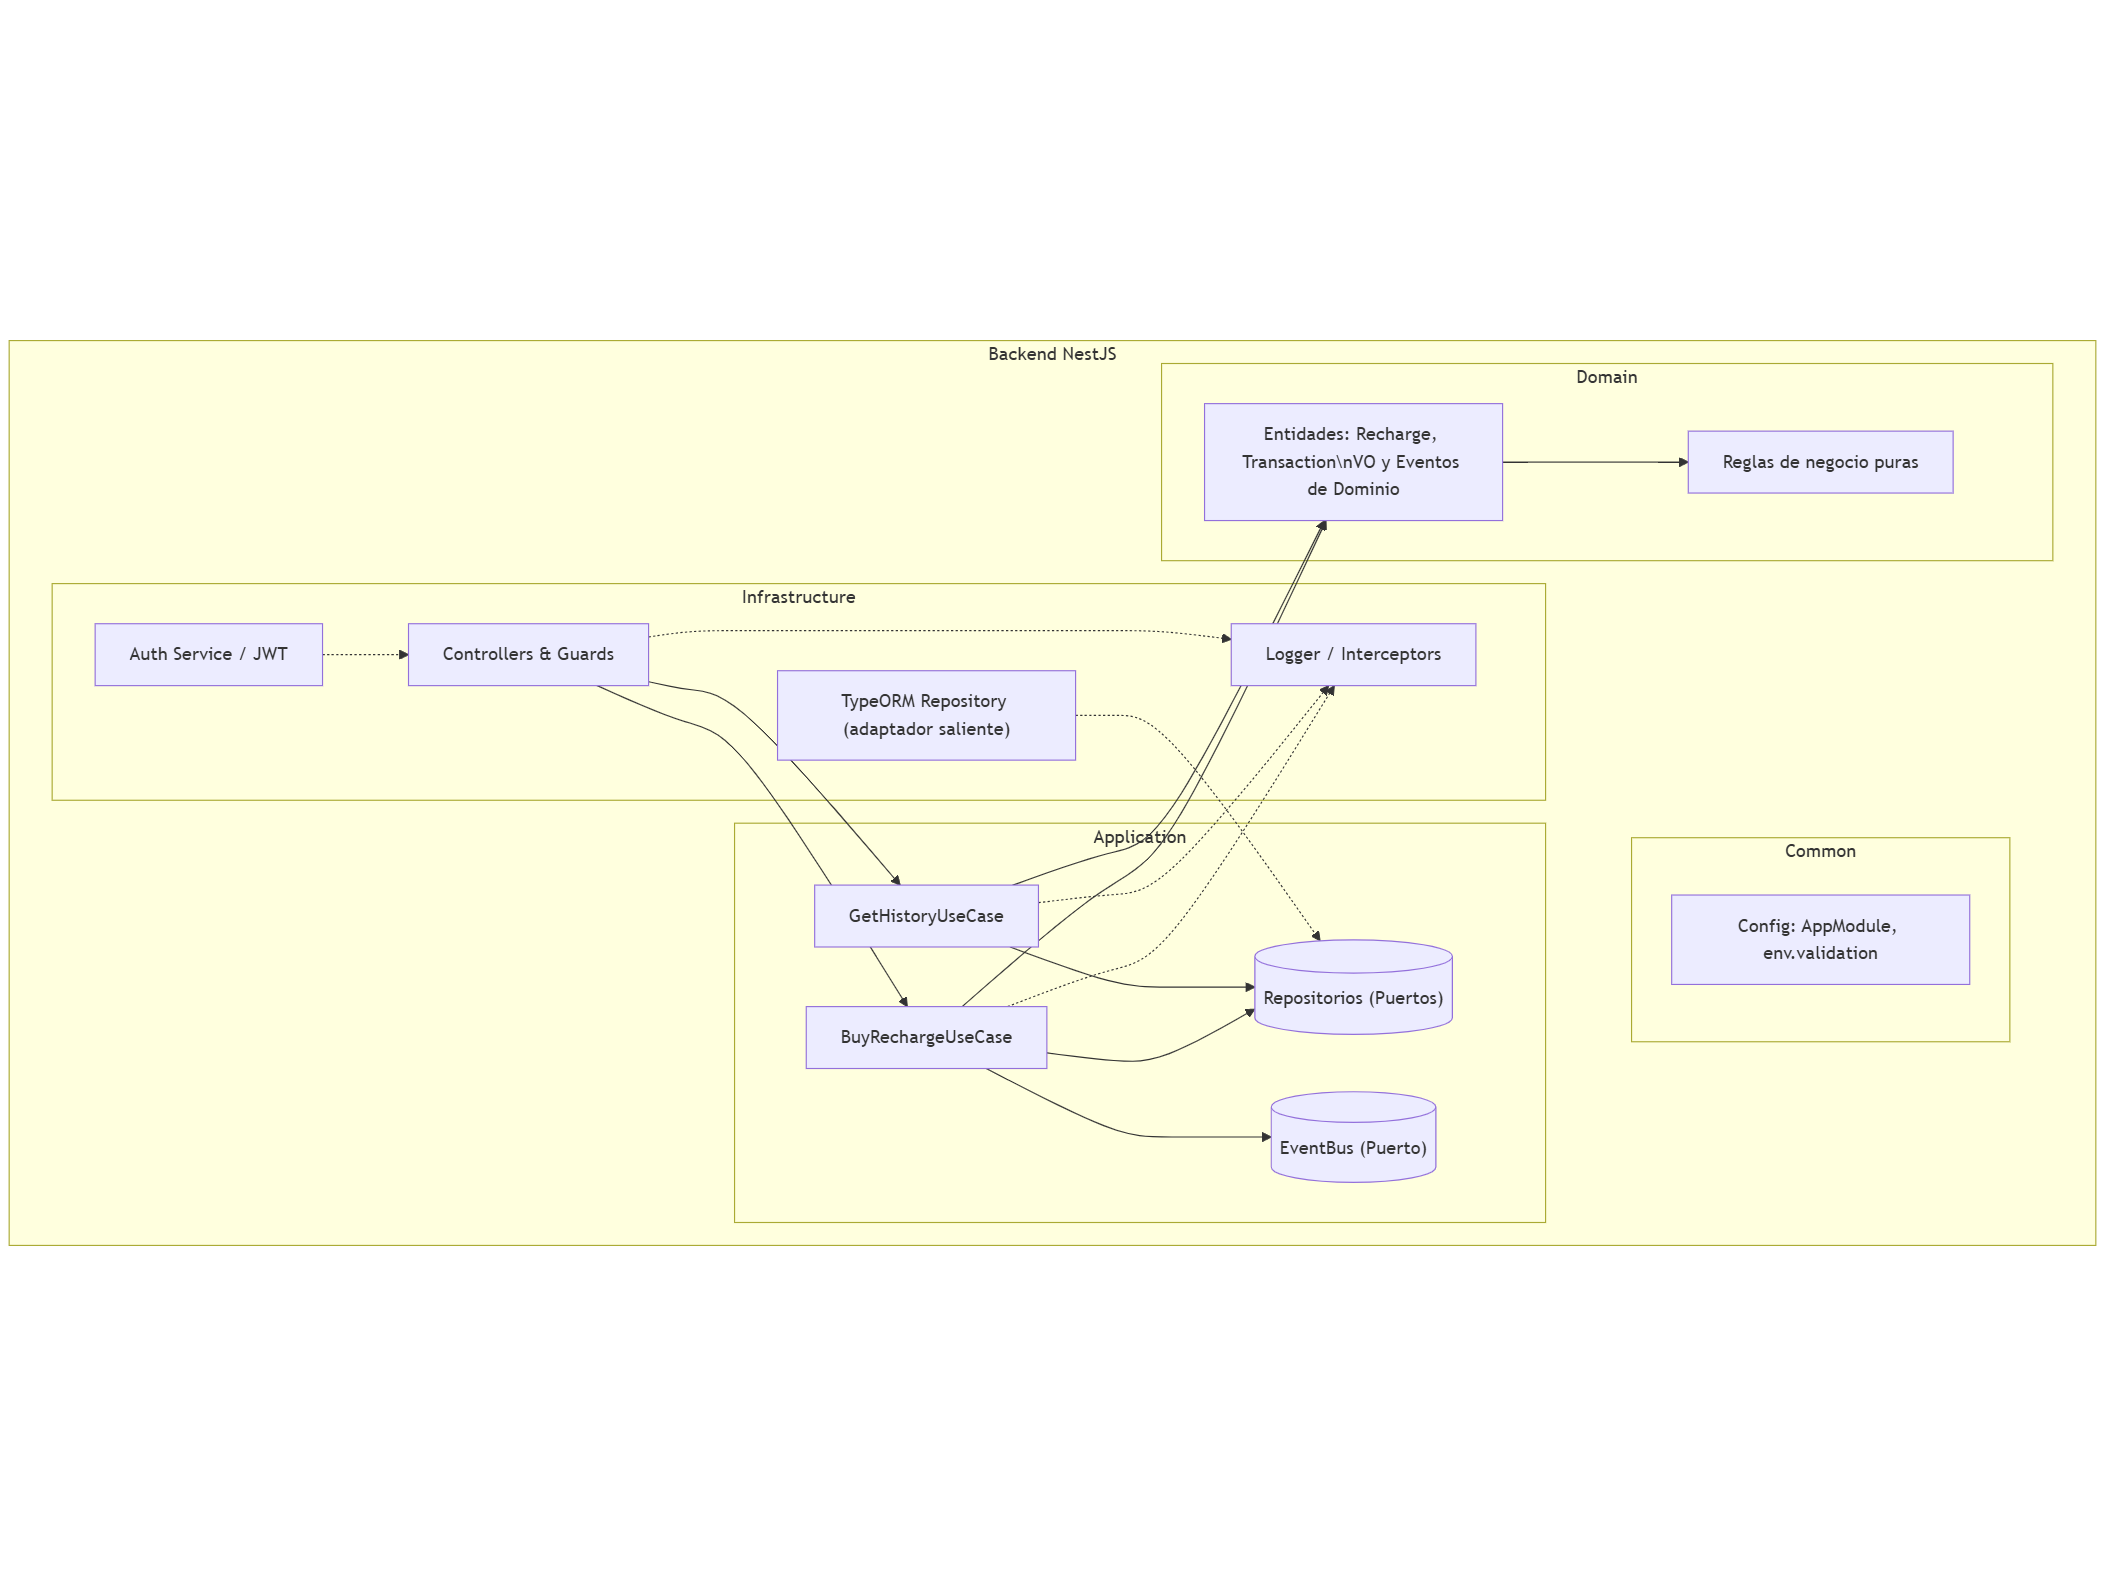 Backend NestJS
Domain
Entidades: Recharge,
Transaction\nVO y Eventos
de Dominio
Reglas de negocio puras
Infrastructure
Auth Service / JWT
Controllers & Guards
Logger / Interceptors
TypeORM Repository
(adaptador saliente)
Application
GetHistoryUseCase
BuyRechargeUseCase
Repositorios (Puertos)
EventBus (Puerto)
Common
Config: AppModule,
env.validation